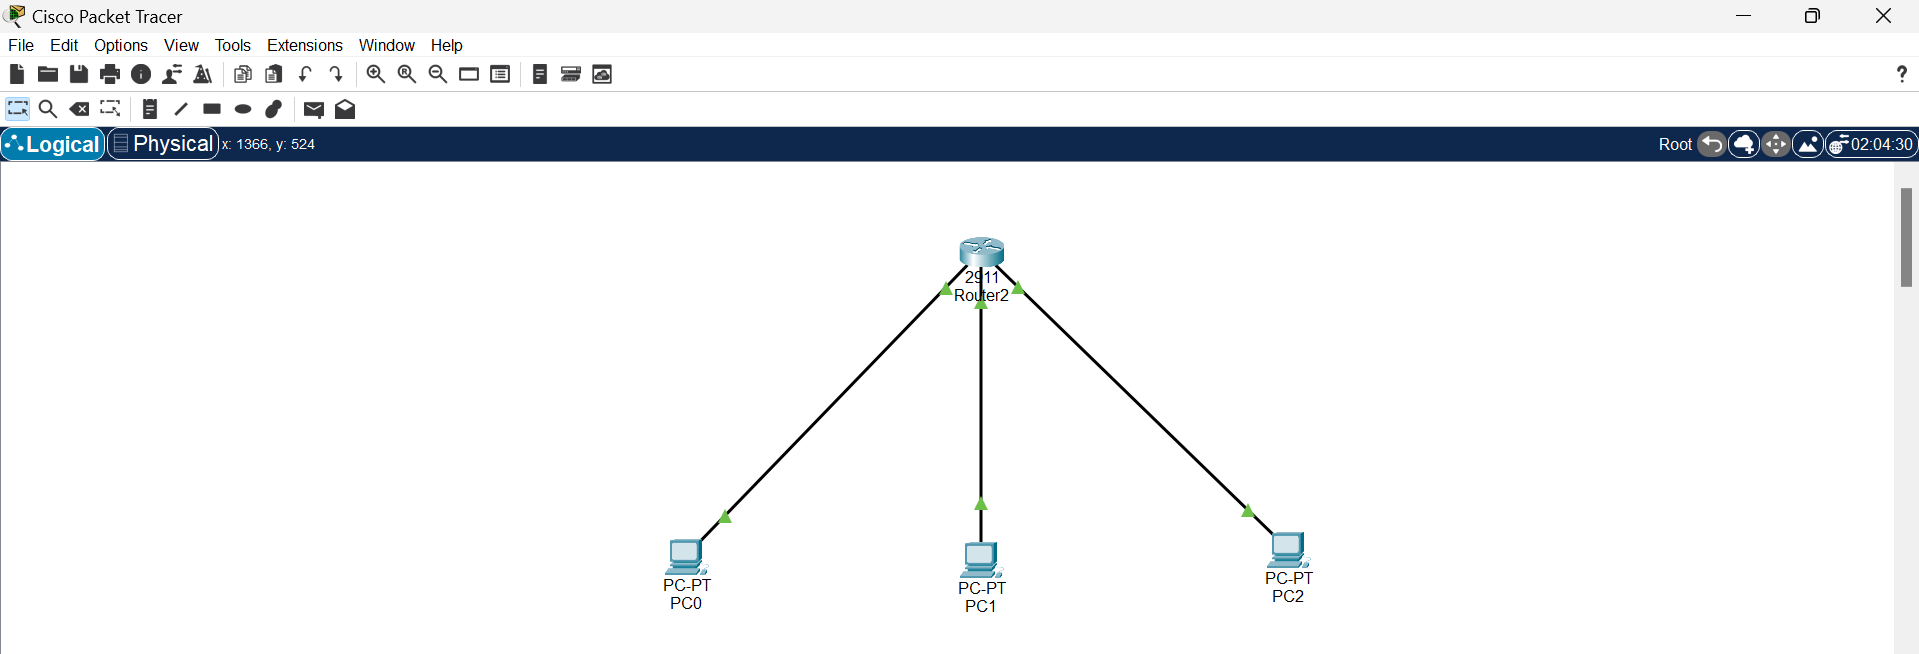 Cisco Packet Tracer
File Edit Options View Tools Extensions Window Help
?
Logical Physical x: 1366, y: 524 Root 02:04:30
2911
Router2
PC-PT
PC0
PC-PT
PC1
PC-PT
PC2